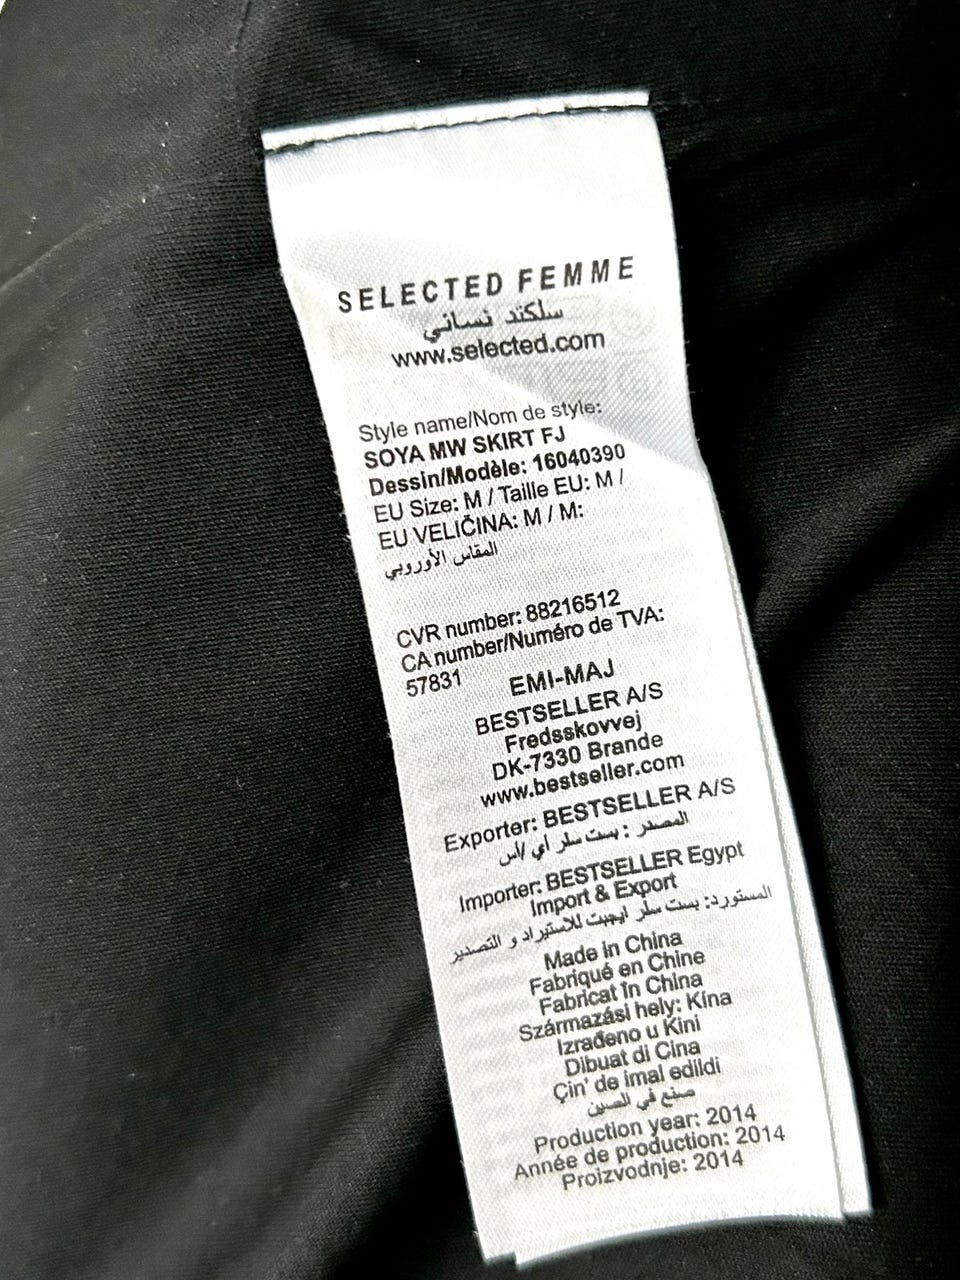 SELECTED FEMME
سلكتد نسائي
www.selected.com
Style name/Nom de style:
SOYA MW SKIRT FJ
Dessin/Modèle: 16040390
EU Size: M / Taille EU: M /
EU VELIČINA: M / M:
المقاس الأوروبي
CVR number: 88216512
CA number/Numéro de TVA:
57831
EMI-MAJ
BESTSELLER A/S
Fredsskovvej
DK-7330 Brande
www.bestseller.com
Exporter: BESTSELLER A/S
المصدر : بست سلر أي /أس
Importer: BESTSELLER Egypt
Import & Export
المستورد: بست سلر ايجبت للاستيراد و التصدير
Made in China
Fabriqué en Chine
Fabricat în China
Származási hely: Kína
Izrađeno u Kini
Dibuat di Cina
Çin' de imal edildi
صنع في الصين
Production year: 2014
Année de production: 2014
Proizvodnje: 2014